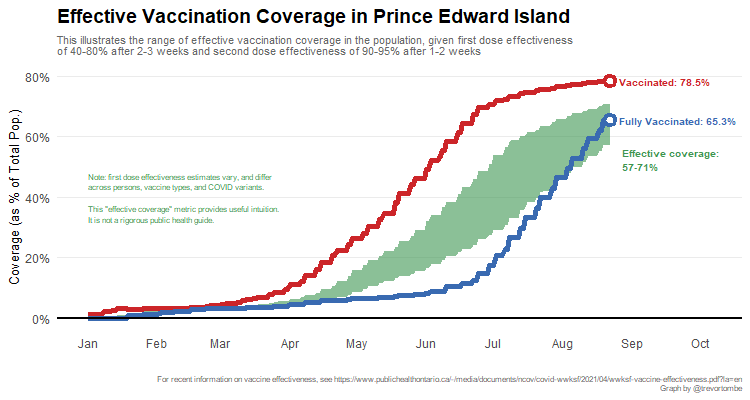 Effective Vaccination Coverage in Prince Edward Island
This illustrates the range of effective vaccination coverage in the population, given first dose effectiveness
of 40-80% after 2-3 weeks and second dose effectiveness of 90-95% after 1-2 weeks
Coverage (as % of Total Pop.)
80%
60%
40%
20%
0%
Vaccinated: 78.5%
Fully Vaccinated: 65.3%
Effective coverage:
57-71%
Note: first dose effectiveness estimates vary, and differ
across persons, vaccine types, and COVID variants.
This "effective coverage" metric provides useful intuition.
It is not a rigorous public health guide.
Jan Feb Mar Apr May Jun Jul Aug Sep Oct
For recent information on vaccine effectiveness, see https://www.publichealthontario.ca/-/media/documents/ncov/covid-wwksf/2021/04/wwksf-vaccine-effectiveness.pdf?la=en
Graph by @trevortombe